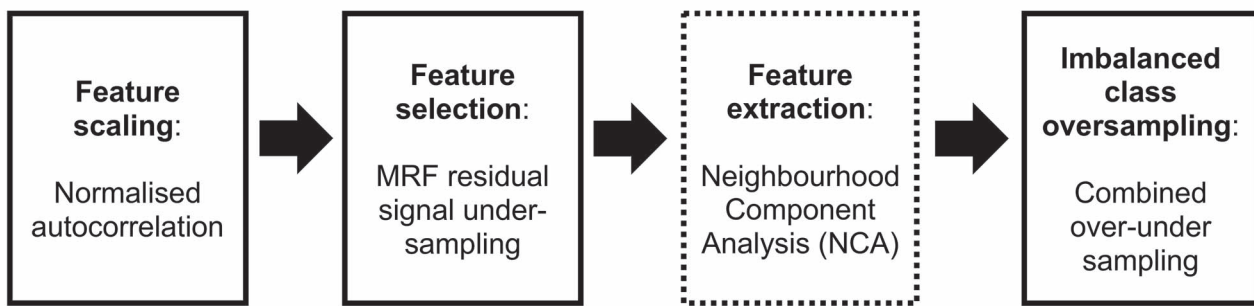 Feature
scaling:
Normalised
autocorrelation
Feature
selection:
MRF residual
signal under-
sampling
Feature
extraction:
Neighbourhood
Component
Analysis (NCA)
Imbalanced
class
oversampling:
Combined
over-under
sampling